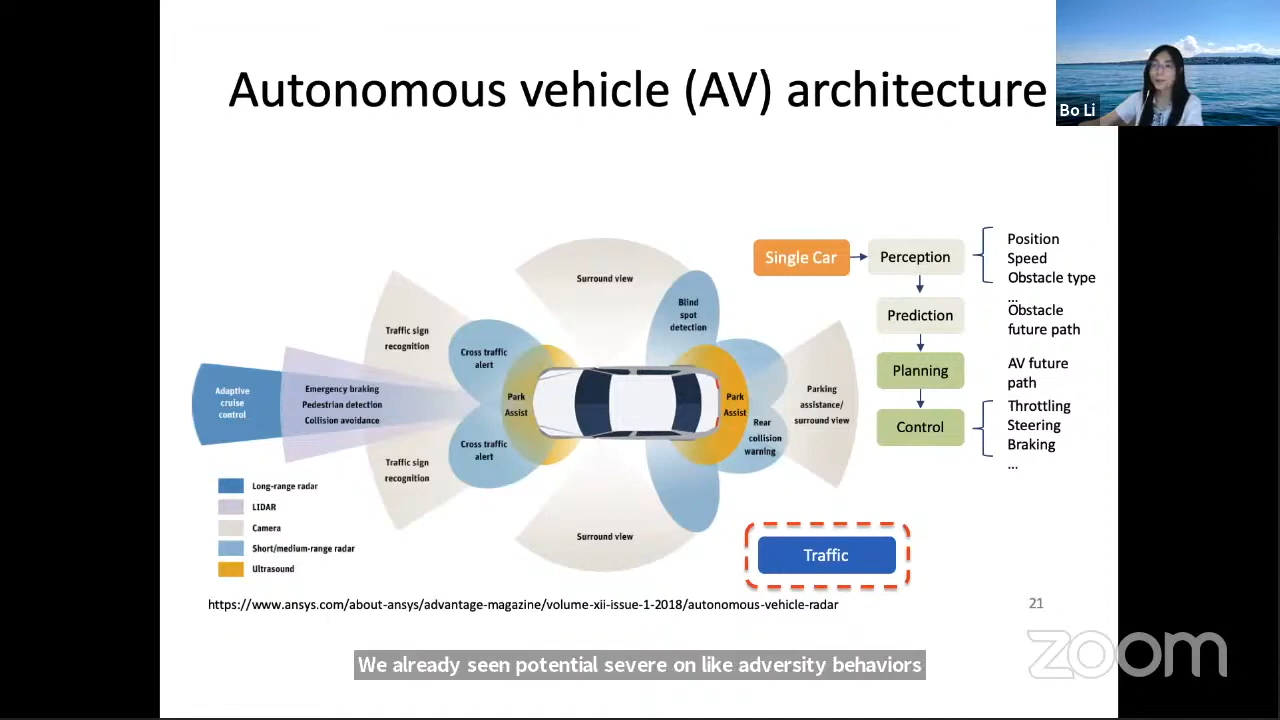 Autonomous vehicle (AV) architecture
Bo Li
Surround view
Blind
spot
detection
Traffic sign
recognition
Cross traffic
alert
Adaptive
cruise
control
Emergency braking
Pedestrian detection
Collision avoidance
Park
Assist
Park
Assist
Parking
assistance/
surround view
Rear
collision
warning
Cross traffic
alert
Traffic sign
recognition
Surround view
Long-range radar
LIDAR
Camera
Short/medium-range radar
Ultrasound
Single Car
Perception
Position
Speed
Obstacle type
...
Prediction
Obstacle
future path
Planning
AV future
path
Control
Throttling
Steering
Braking
...
Traffic
https://www.ansys.com/about-ansys/advantage-magazine/volume-xii-issue-1-2018/autonomous-vehicle-radar
21
We already seen potential severe on like adversity behaviors
zoom